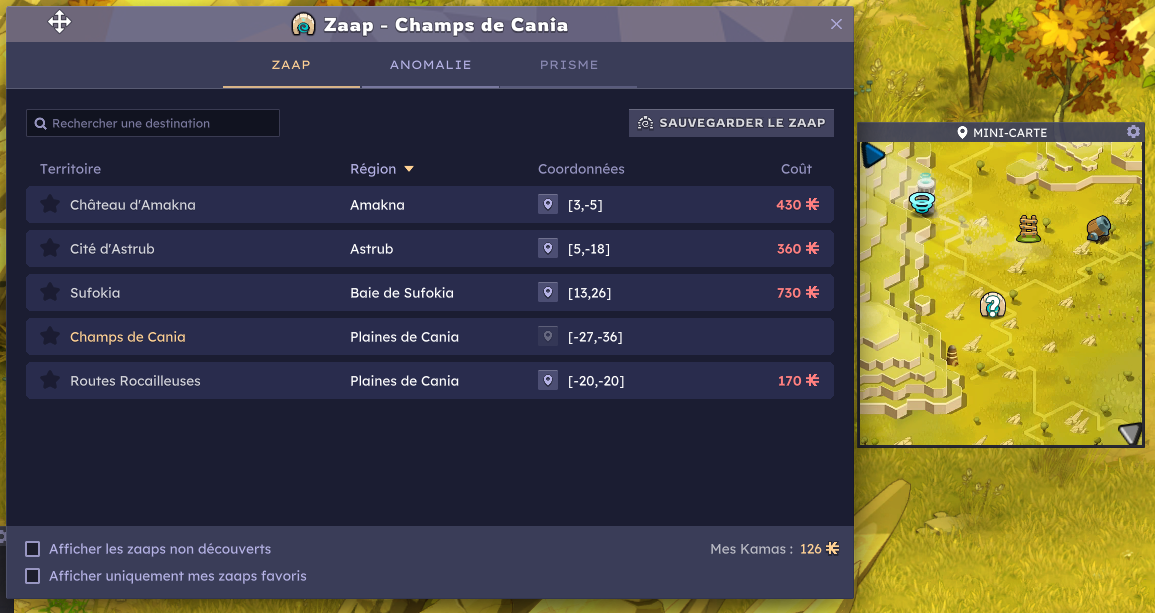 Zaap - Champs de Cania
ZAAP ANOMALIE PRISME
Rechercher une destination
SAUVEGARDER LE ZAAP
MINI-CARTE
Territoire Région Coordonnées Coût
Château d'Amakna Amakna [3,-5] 430
Cité d'Astrub Astrub [5,-18] 360
Sufokia Baie de Sufokia [13,26] 730
Champs de Cania Plaines de Cania [-27,-36]
Routes Rocailleuses Plaines de Cania [-20,-20] 170
Afficher les zaaps non découverts
Mes Kamas : 126
Afficher uniquement mes zaaps favoris